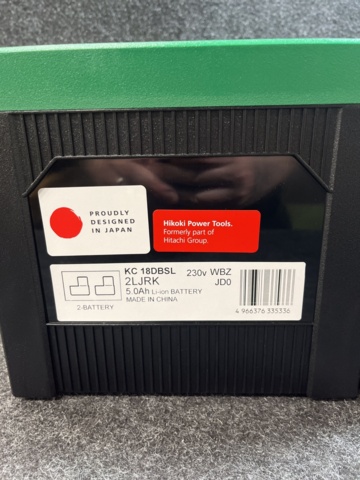 PROUDLY
DESIGNED
IN JAPAN
Hikoki Power Tools.
Formerly part of
Hitachi Group.
KC 18DBSL 230v WBZ
2LJRK JD0
5.0Ah Li-ion BATTERY
MADE IN CHINA
2-BATTERY
4 966376 335336